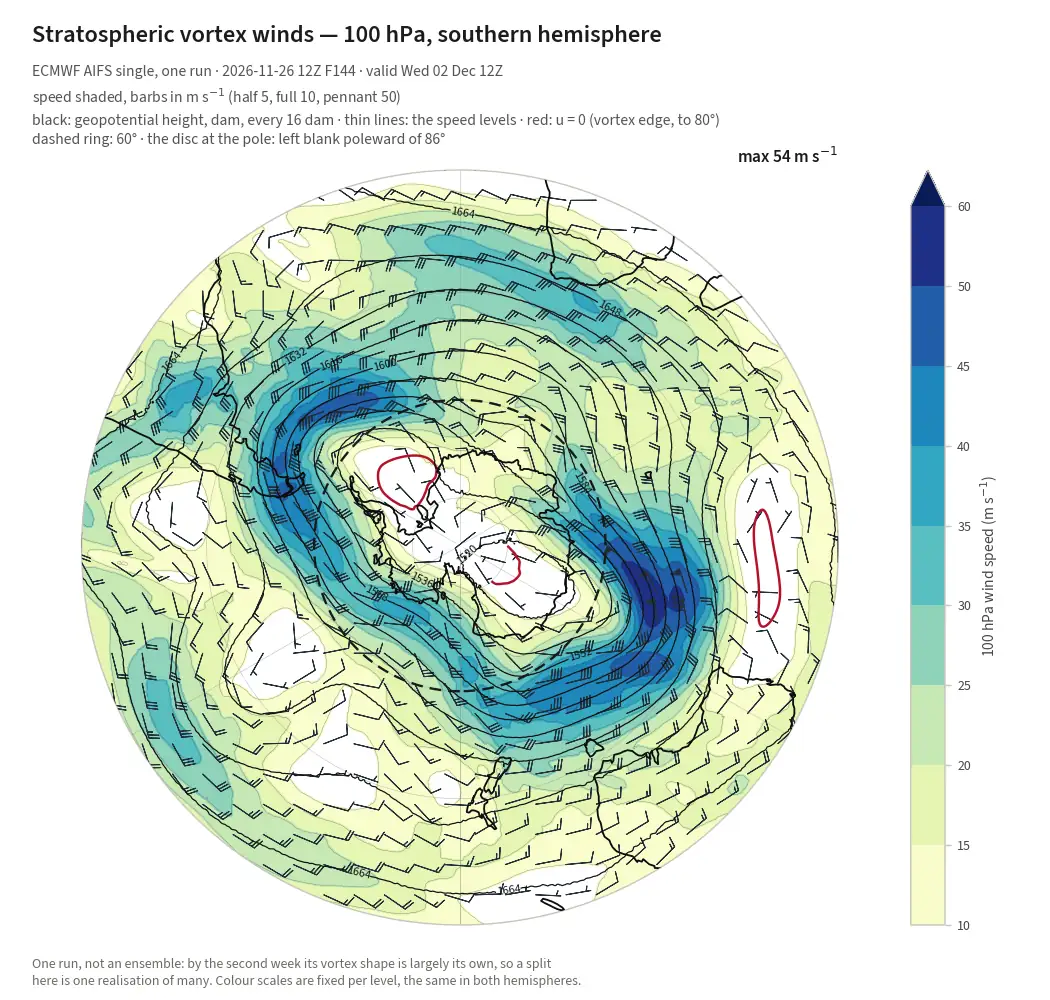 Stratospheric vortex winds — 100 hPa, southern hemisphere
ECMWF AIFS single, one run · 2026-11-26 12Z F144 · valid Wed 02 Dec 12Z
speed shaded, barbs in m s⁻¹ (half 5, full 10, pennant 50)
black: geopotential height, dam, every 16 dam · thin lines: the speed levels · red: u = 0 (vortex edge, to 80°)
dashed ring: 60° · the disc at the pole: left blank poleward of 86°
max 54 m s⁻¹
1664
60
50
1648
45
1632
1664
40
100 hPa wind speed (m s⁻¹)
35
1520
1536
30
25
20
15
1664
1664
10
One run, not an ensemble: by the second week its vortex shape is largely its own, so a split
here is one realisation of many. Colour scales are fixed per level, the same in both hemispheres.